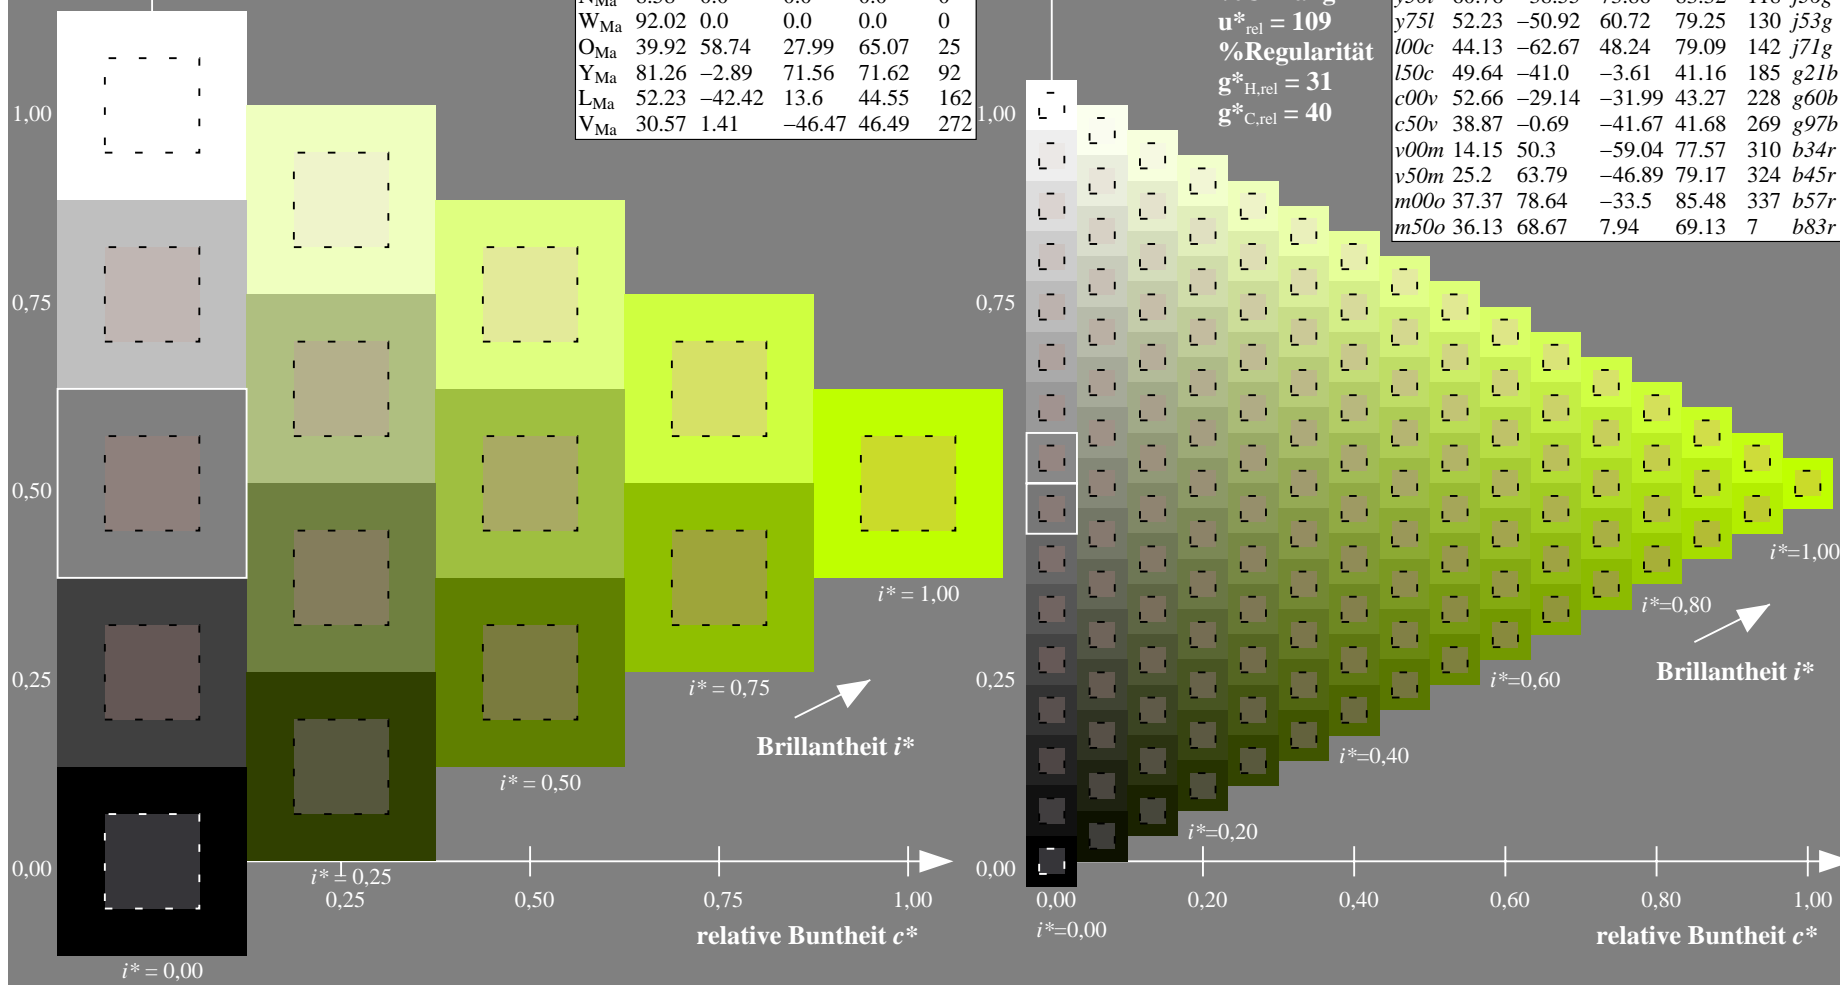 W_Ma 92.02 0.0 0.0 0.0 0
O_Ma 39.92 58.74 27.99 65.07 25
Y_Ma 81.26 −2.89 71.56 71.62 92
L_Ma 52.23 −42.42 13.6 44.55 162
V_Ma 30.57 1.41 −46.47 46.49 272
u*rel = 109
%Regularität
g*H,rel = 31
g*C,rel = 40
y75l 52.23 −50.92 60.72 79.25 130 j53g
l00c 44.13 −62.67 48.24 79.09 142 j71g
l50c 49.64 −41.0 −3.61 41.16 185 g21b
c00v 52.66 −29.14 −31.99 43.27 228 g60b
c50v 38.87 −0.69 −41.67 41.68 269 g97b
v00m 14.15 50.3 −59.04 77.57 310 b34r
v50m 25.2 63.79 −46.89 79.17 324 b45r
m00o 37.37 78.64 −33.5 85.48 337 b57r
m50o 36.13 68.67 7.94 69.13 7 b83r
1,00
0,75
0,50
0,25
0,00
i* = 1,00
i* = 0,75
Brillantheit i*
i* = 0,50
i* = 0,25
0,25 0,50 0,75 1,00
relative Buntheit c*
i* = 0,00
1,00
0,75
0,50
0,25
0,00
i*=1,00
i*=0,80
Brillantheit i*
i*=0,60
i*=0,40
i*=0,20
0,00 0,20 0,40 0,60 0,80 1,00
i*=0,00
relative Buntheit c*